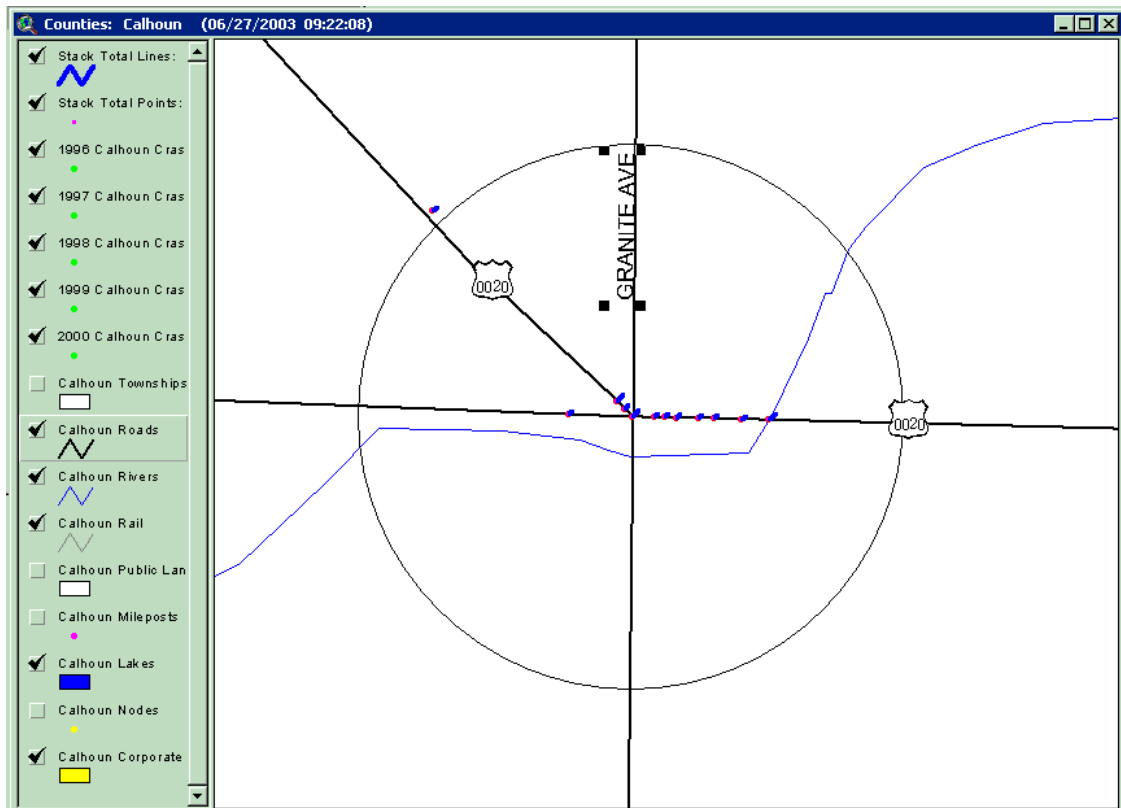 Counties: Calhoun (06/27/2003 09:22:08)
Stack Total Lines:
Stack Total Points:
1996 Calhoun Cras
1997 Calhoun Cras
1998 Calhoun Cras
1999 Calhoun Cras
2000 Calhoun Cras
Calhoun Townships
Calhoun Roads
Calhoun Rivers
Calhoun Rail
Calhoun Public Lan
Calhoun Mileposts
Calhoun Lakes
Calhoun Nodes
Calhoun Corporate
GRANITE AVE
0020
0020